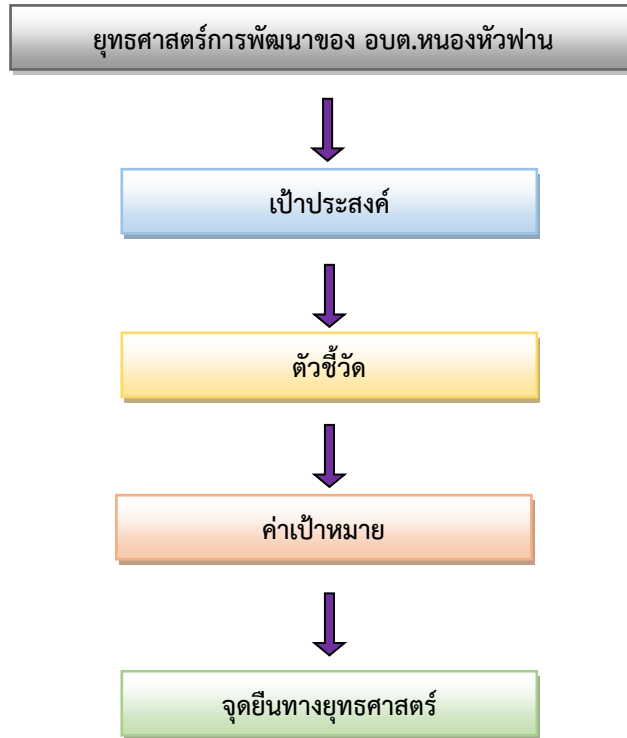 ยุทธศาสตร์การพัฒนาของ อบต.หนองหัวฟาน
เป้าประสงค์
ตัวชี้วัด
ค่าเป้าหมาย
จุดยืนทางยุทธศาสตร์